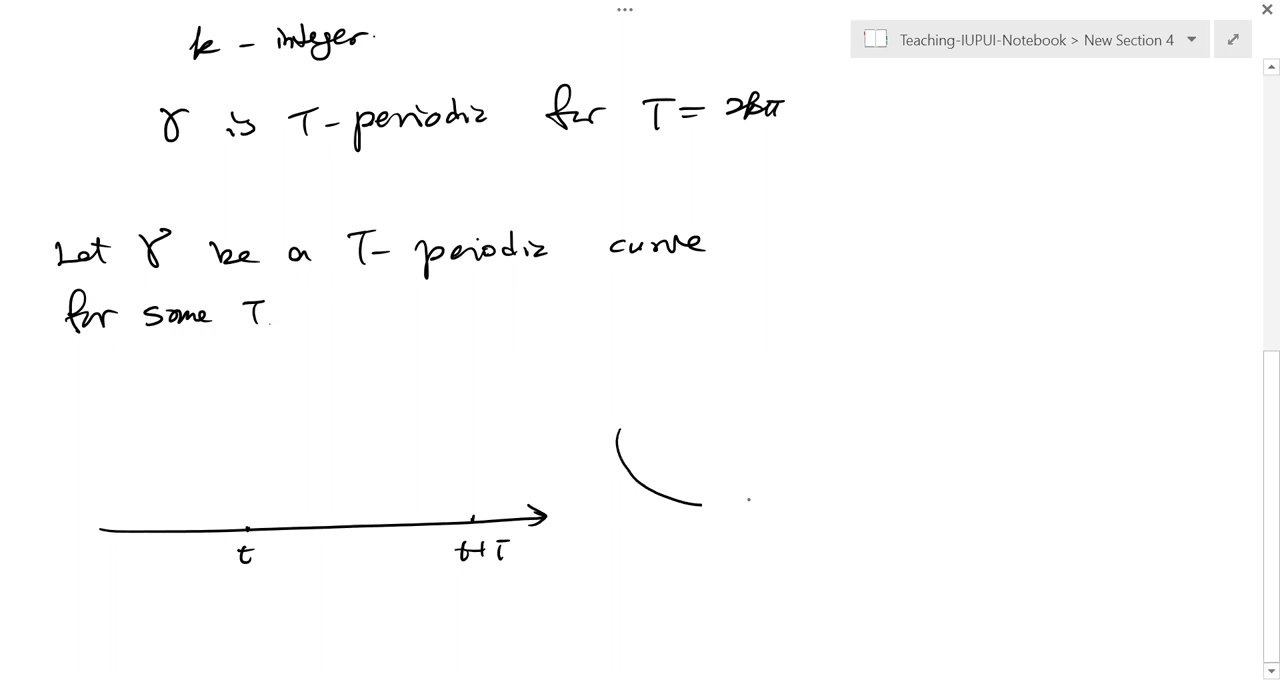 Teaching-IUPUI-Notebook > New Section 4
k - integer.
γ is T-periodic for T = 2kπ
Let γ be a T- periodic curve
for some T.
t t+T